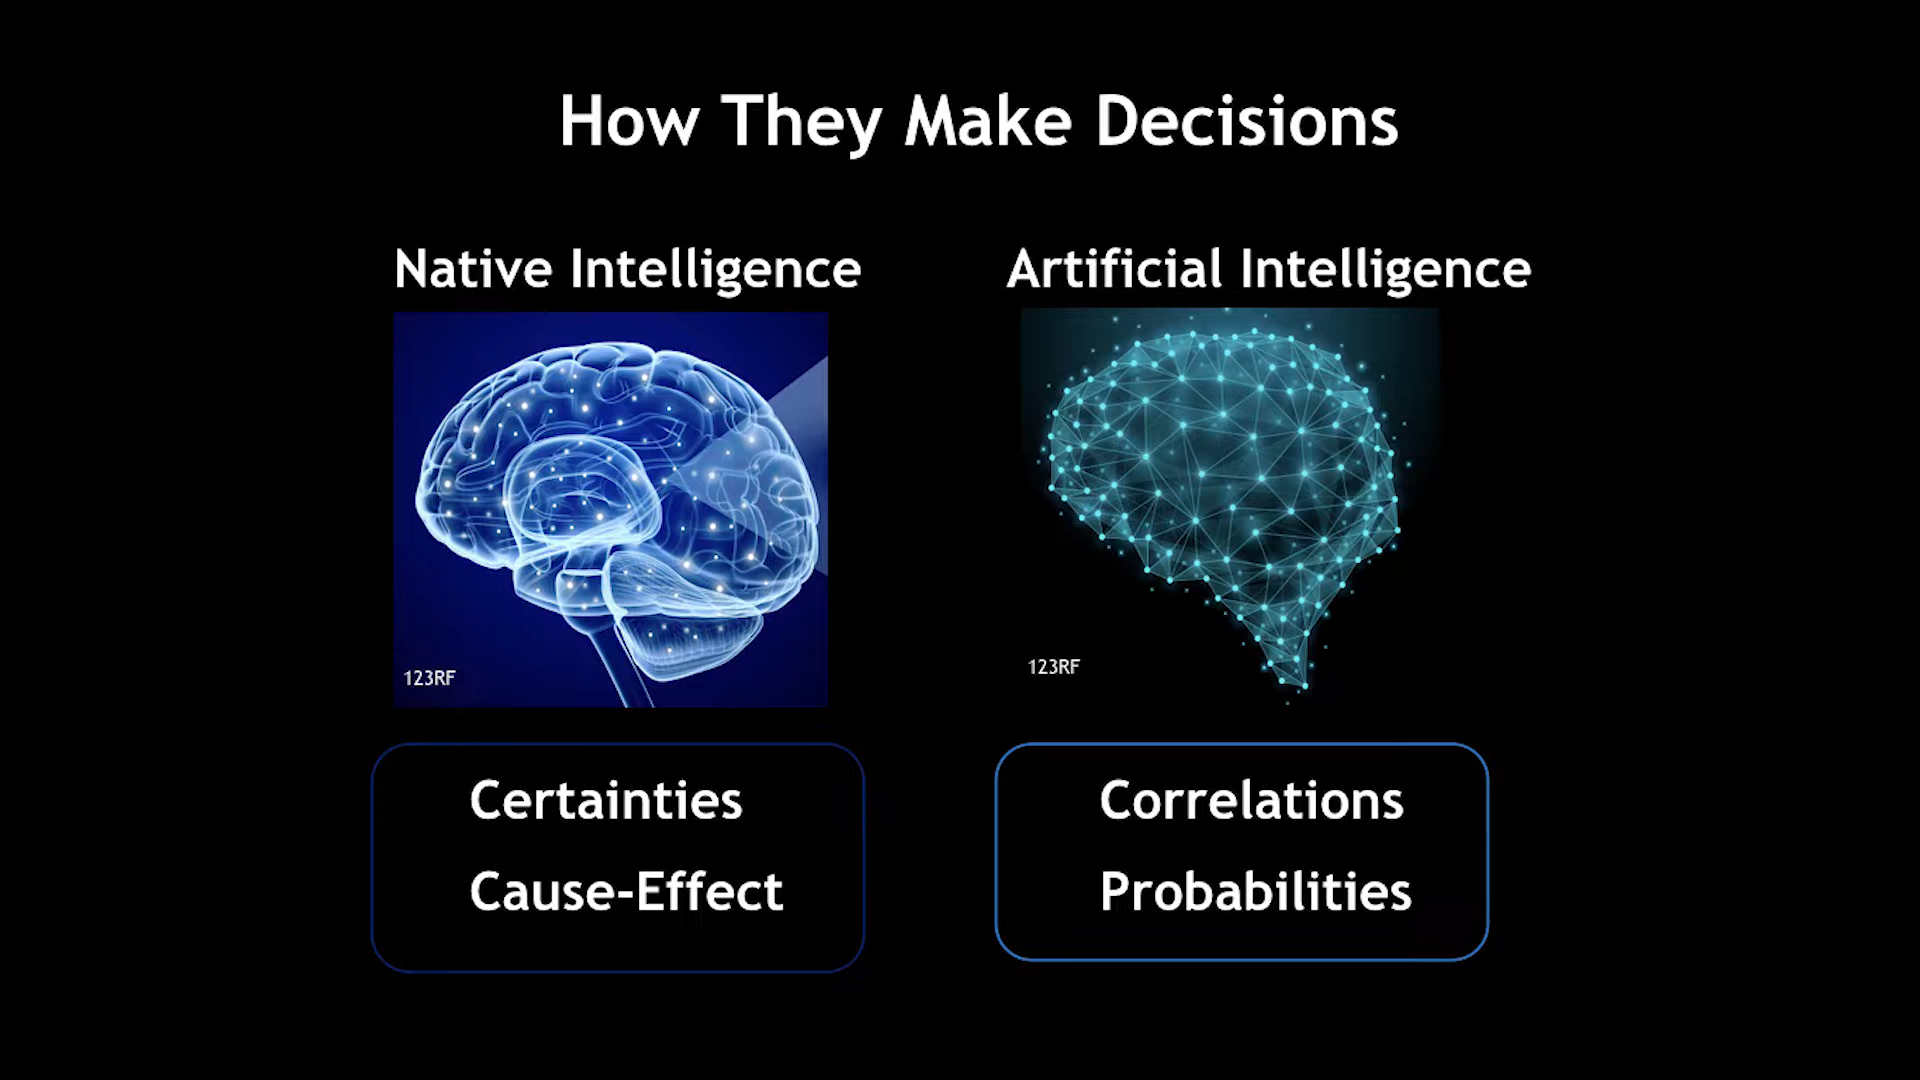 How They Make Decisions
Native Intelligence
123RF
Certainties
Cause-Effect
Artificial Intelligence
123RF
Correlations
Probabilities